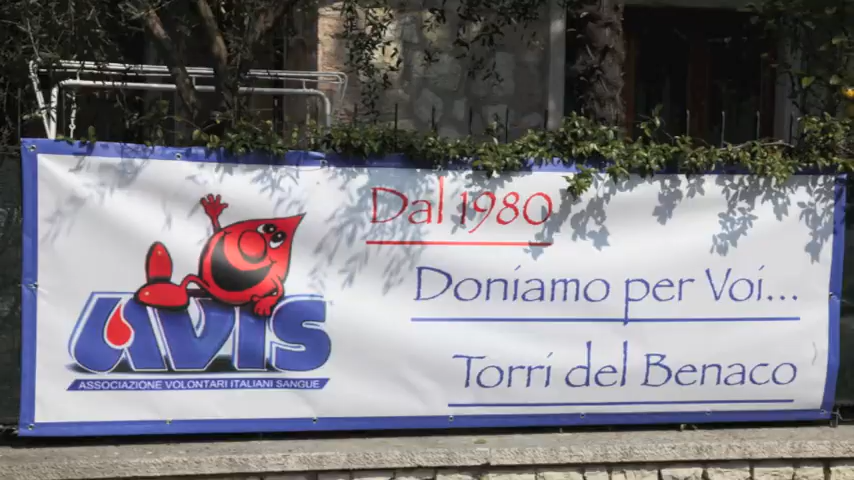 Dal 1980
Doniamo per Voi...
Torri del Benaco
AVIS
ASSOCIAZIONE VOLONTARI ITALIANI SANGUE